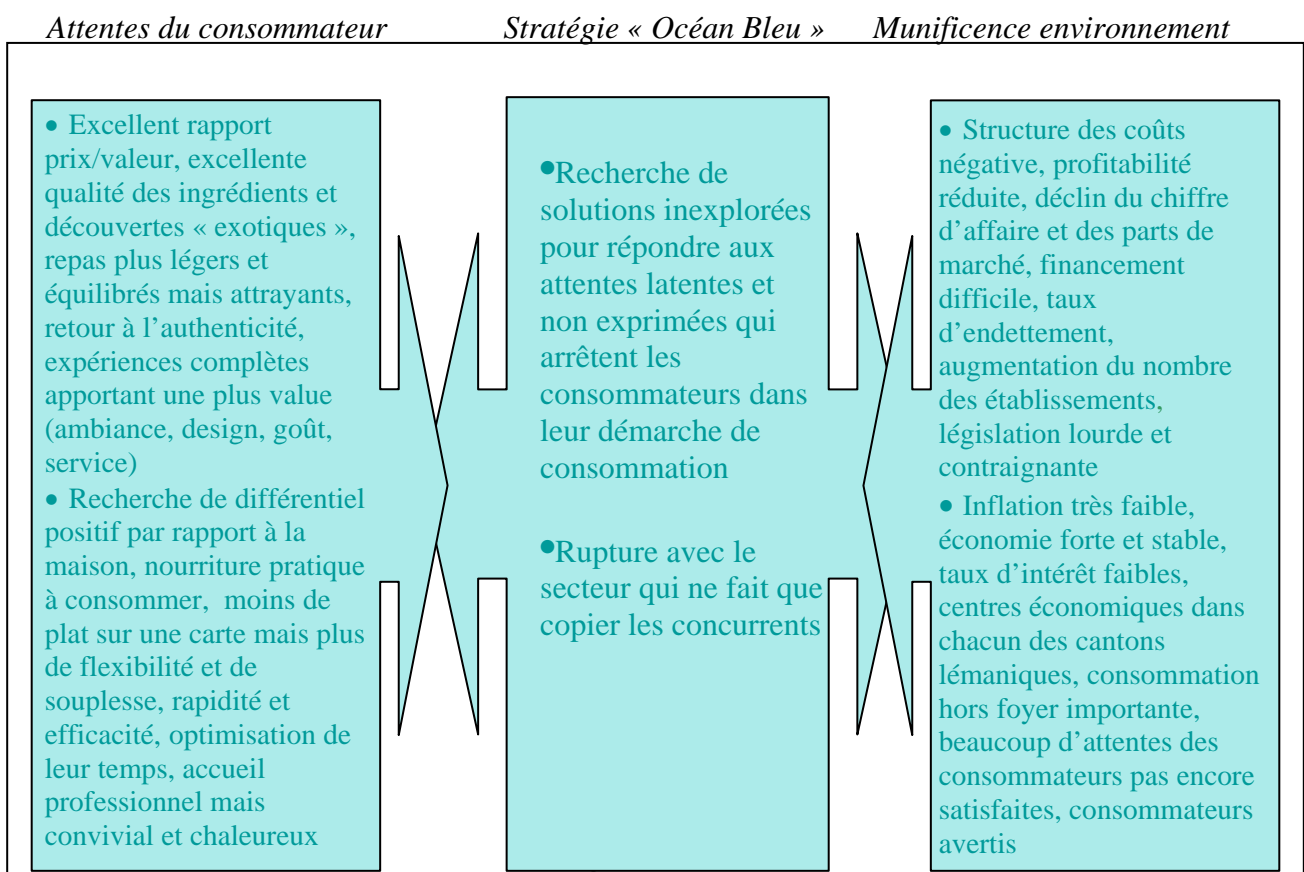 Attentes du consommateur
Stratégie « Océan Bleu »
Munificence environnement
• Excellent rapport
prix/valeur, excellente
qualité des ingrédients et
découvertes « exotiques »,
repas plus légers et
équilibrés mais attrayants,
retour à l’authenticité,
expériences complètes
apportant une plus value
(ambiance, design, goût,
service)
• Recherche de différentiel
positif par rapport à la
maison, nourriture pratique
à consommer, moins de
plat sur une carte mais plus
de flexibilité et de
souplesse, rapidité et
efficacité, optimisation de
leur temps, accueil
professionnel mais
convivial et chaleureux
•Recherche de
solutions inexplorées
pour répondre aux
attentes latentes et
non exprimées qui
arrêtent les
consommateurs dans
leur démarche de
consommation
•Rupture avec le
secteur qui ne fait que
copier les concurrents
• Structure des coûts
négative, profitabilité
réduite, déclin du chiffre
d’affaire et des parts de
marché, financement
difficile, taux
d’endettement,
augmentation du nombre
des établissements,
législation lourde et
contraignante
• Inflation très faible,
économie forte et stable,
taux d’intérêt faibles,
centres économiques dans
chacun des cantons
lémaniques, consommation
hors foyer importante,
beaucoup d’attentes des
consommateurs pas encore
satisfaites, consommateurs
avertis